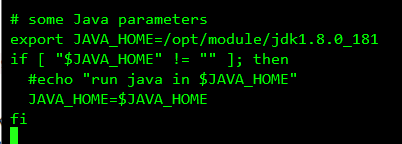 # some Java parameters
export JAVA_HOME=/opt/module/jdk1.8.0_181
if [ "$JAVA_HOME" != "" ]; then
  #echo "run java in $JAVA_HOME"
  JAVA_HOME=$JAVA_HOME
fi